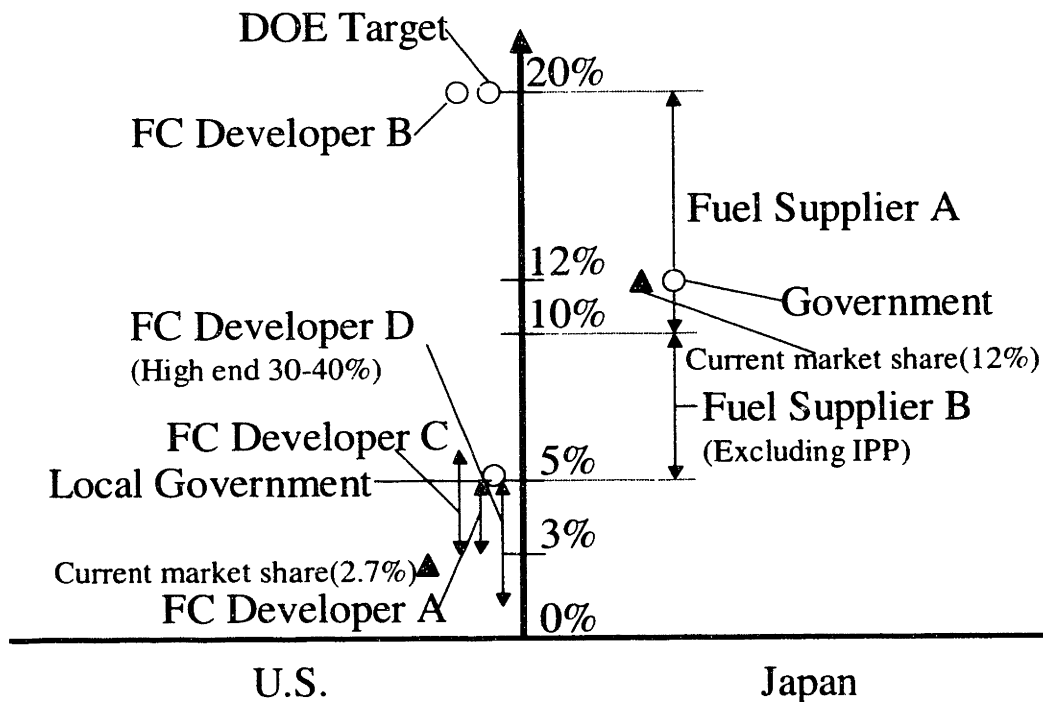 DOE Target
20%
FC Developer B
Fuel Supplier A
12%
Government
10%
FC Developer D
(High end 30-40%)
Current market share(12%)
Fuel Supplier B
(Excluding IPP)
FC Developer C
5%
Local Government
3%
Current market share(2.7%)
FC Developer A
0%
U.S.
Japan